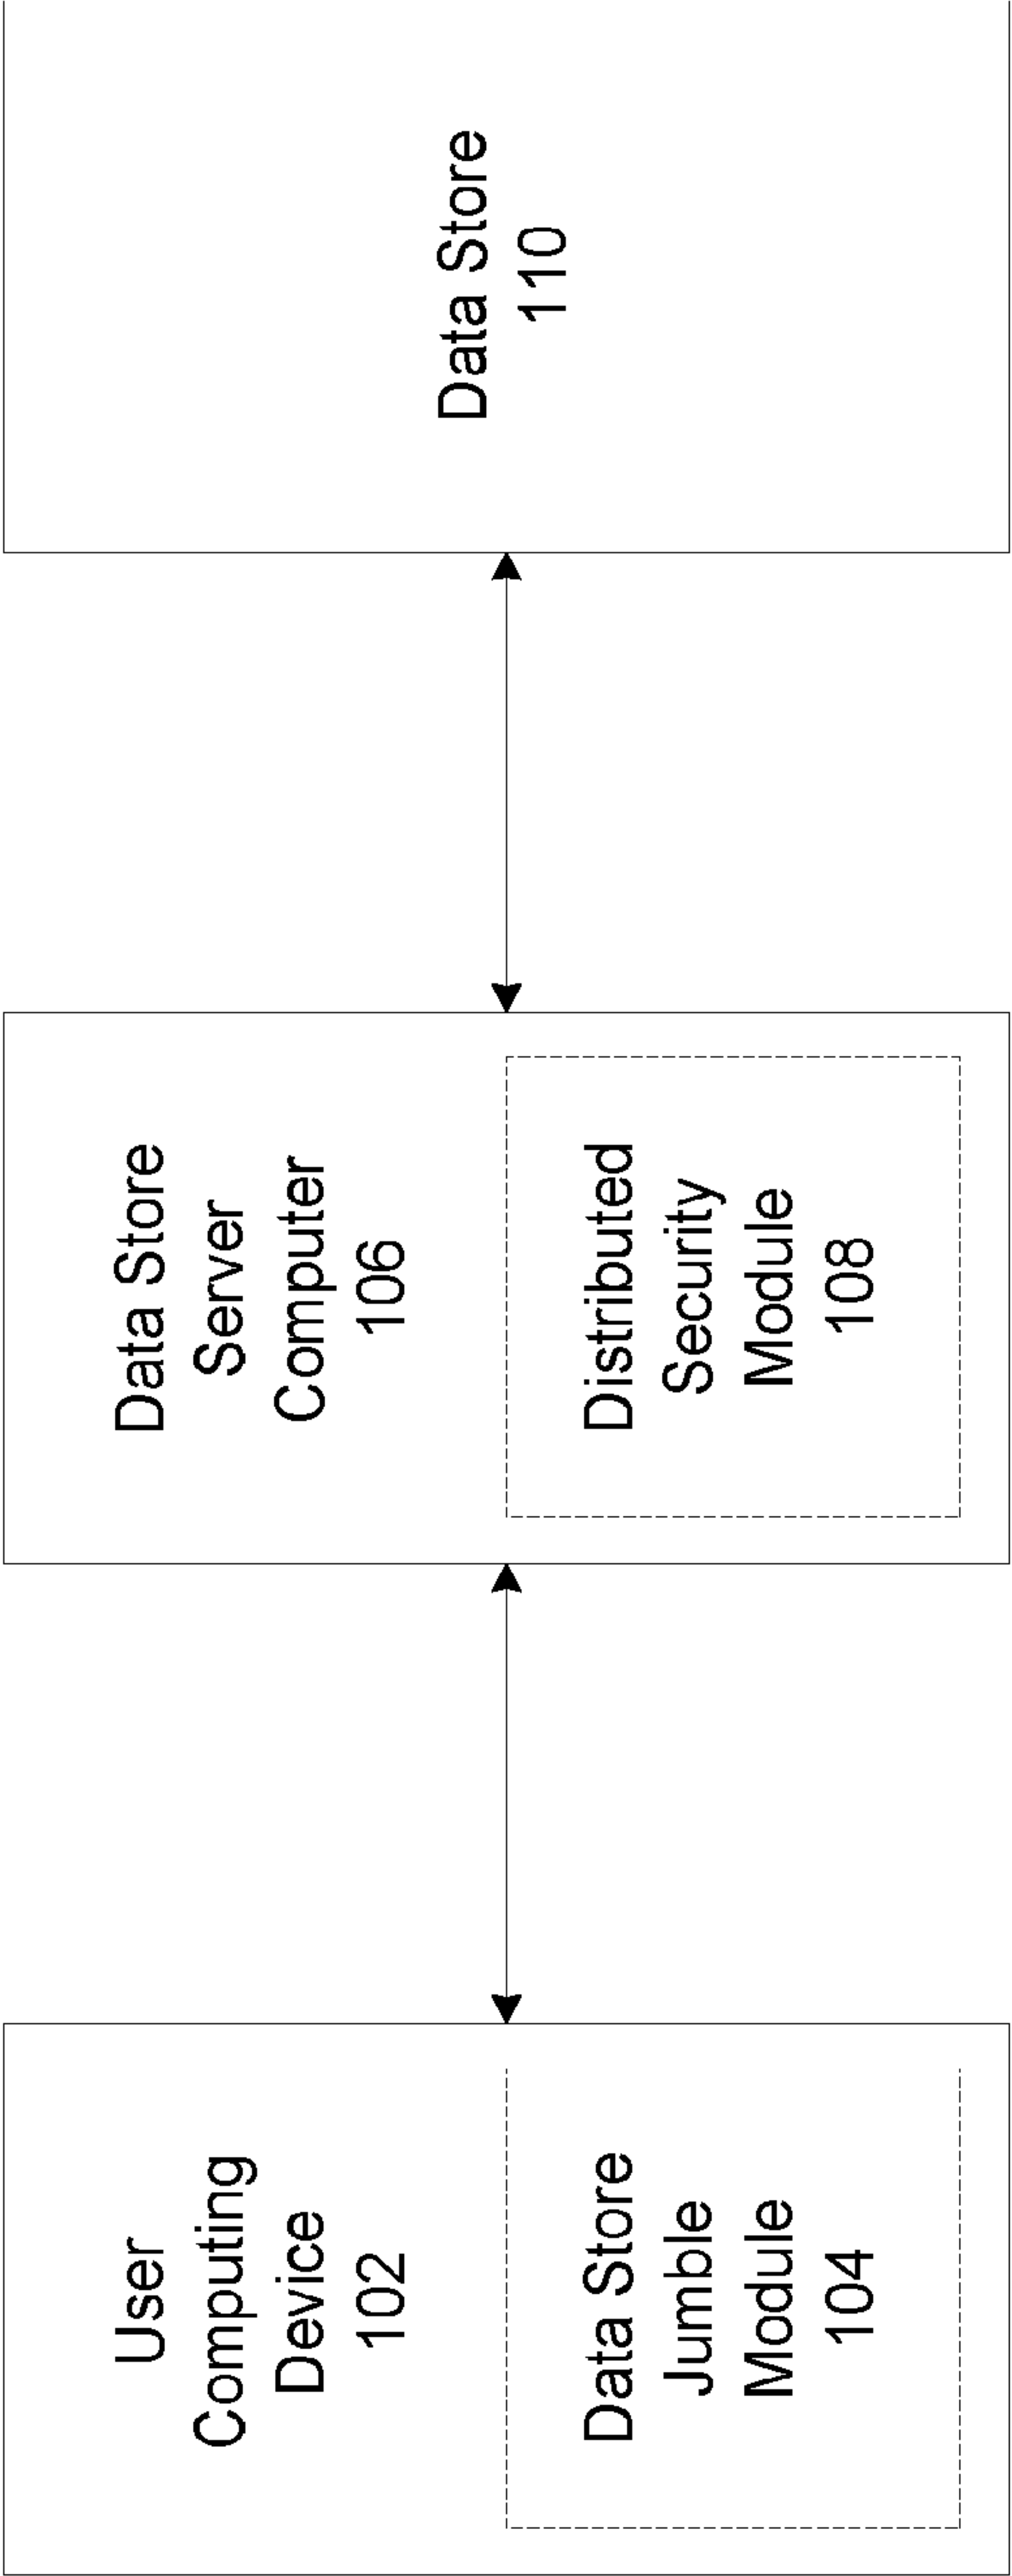 User
Computing
Device
102
Data Store
Jumble
Module
104
Data Store
Server
Computer
106
Distributed
Security
Module
108
Data Store
110